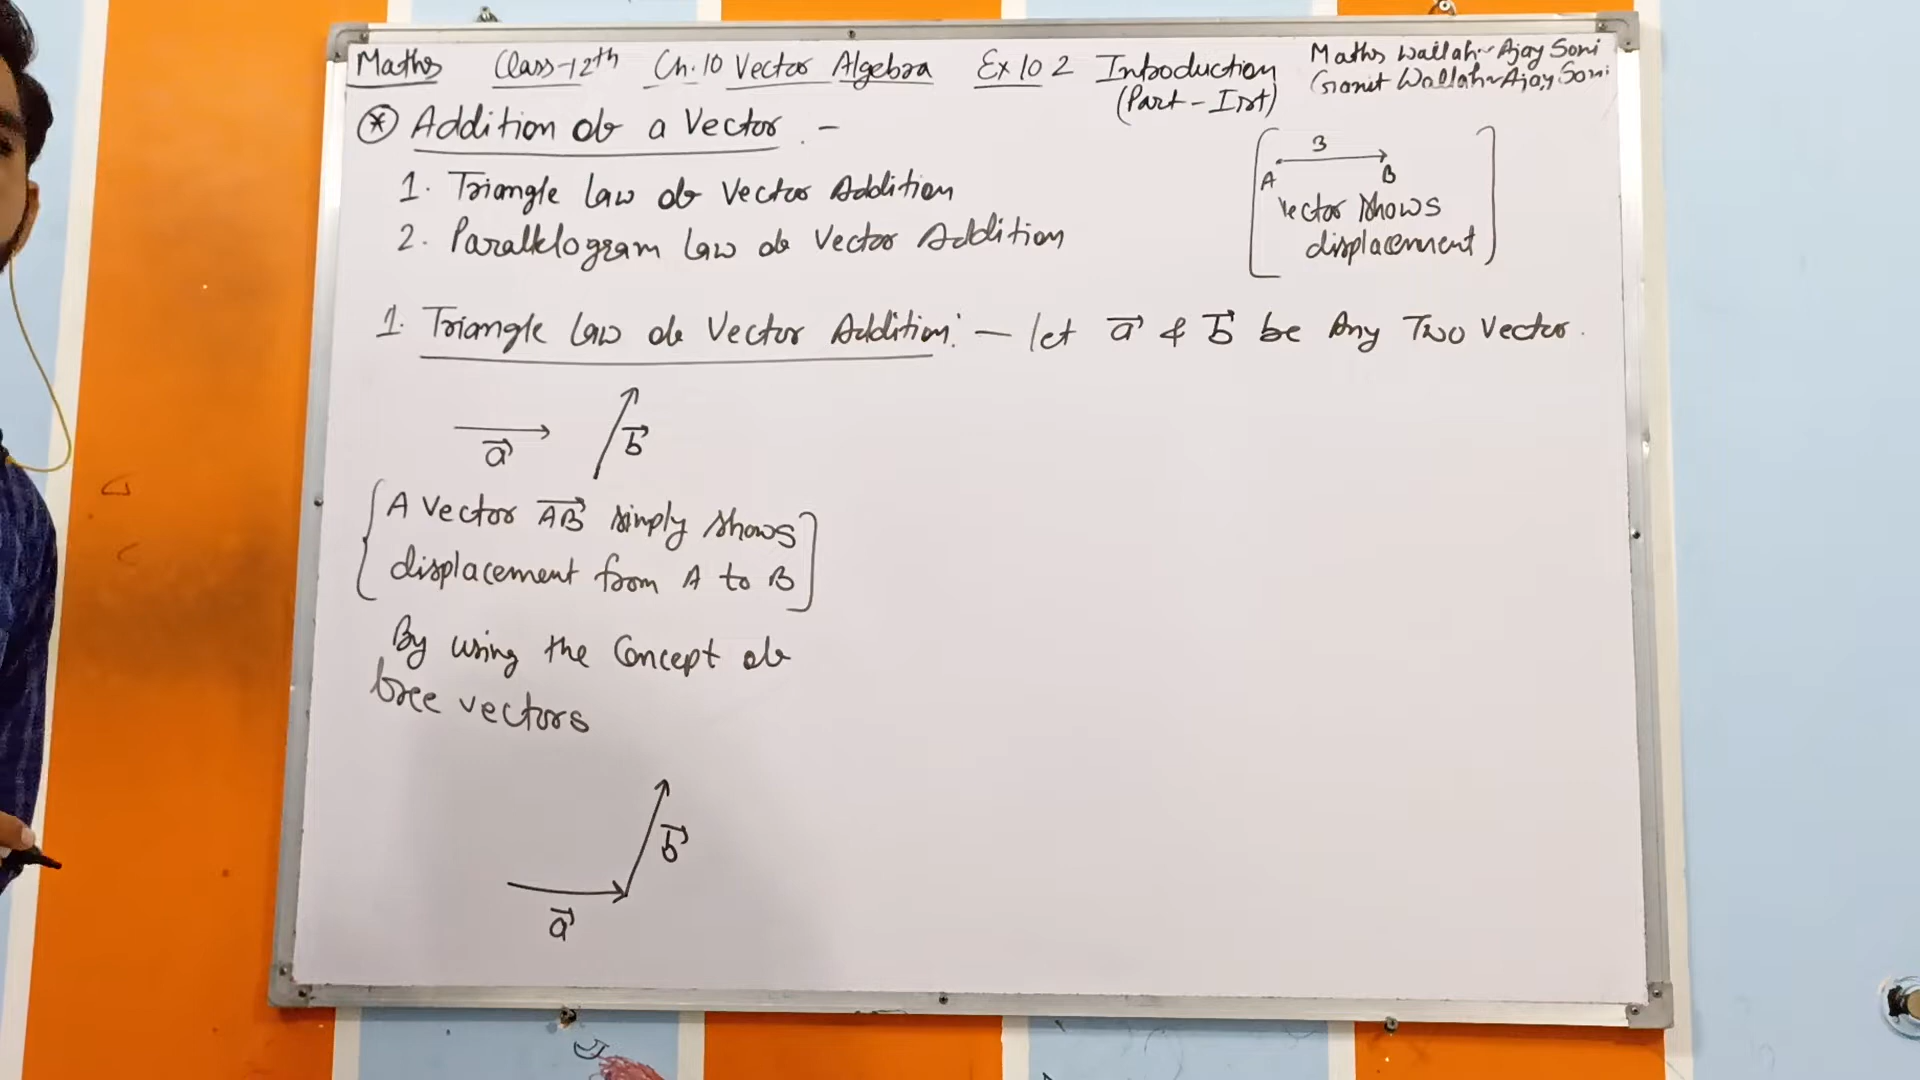 Maths Class-12th Ch.10 Vector Algebra Ex 10 2 Introduction
(Part-Ist)
Maths Wallah~Ajay Soni
Ganit Wallah~Ajay Soni
* Addition of a Vector. -
1. Triangle law of Vector Addition
2. Parallelogram law of Vector Addition
3
A B
Vector shows
displacement
1. Triangle law of Vector Addition: - let a⃗ & b⃗ be Any Two Vector.
a⃗ b⃗
A Vector A⃗B⃗ simply shows
displacement from A to B
By using the Concept of
free vectors
b⃗
a⃗